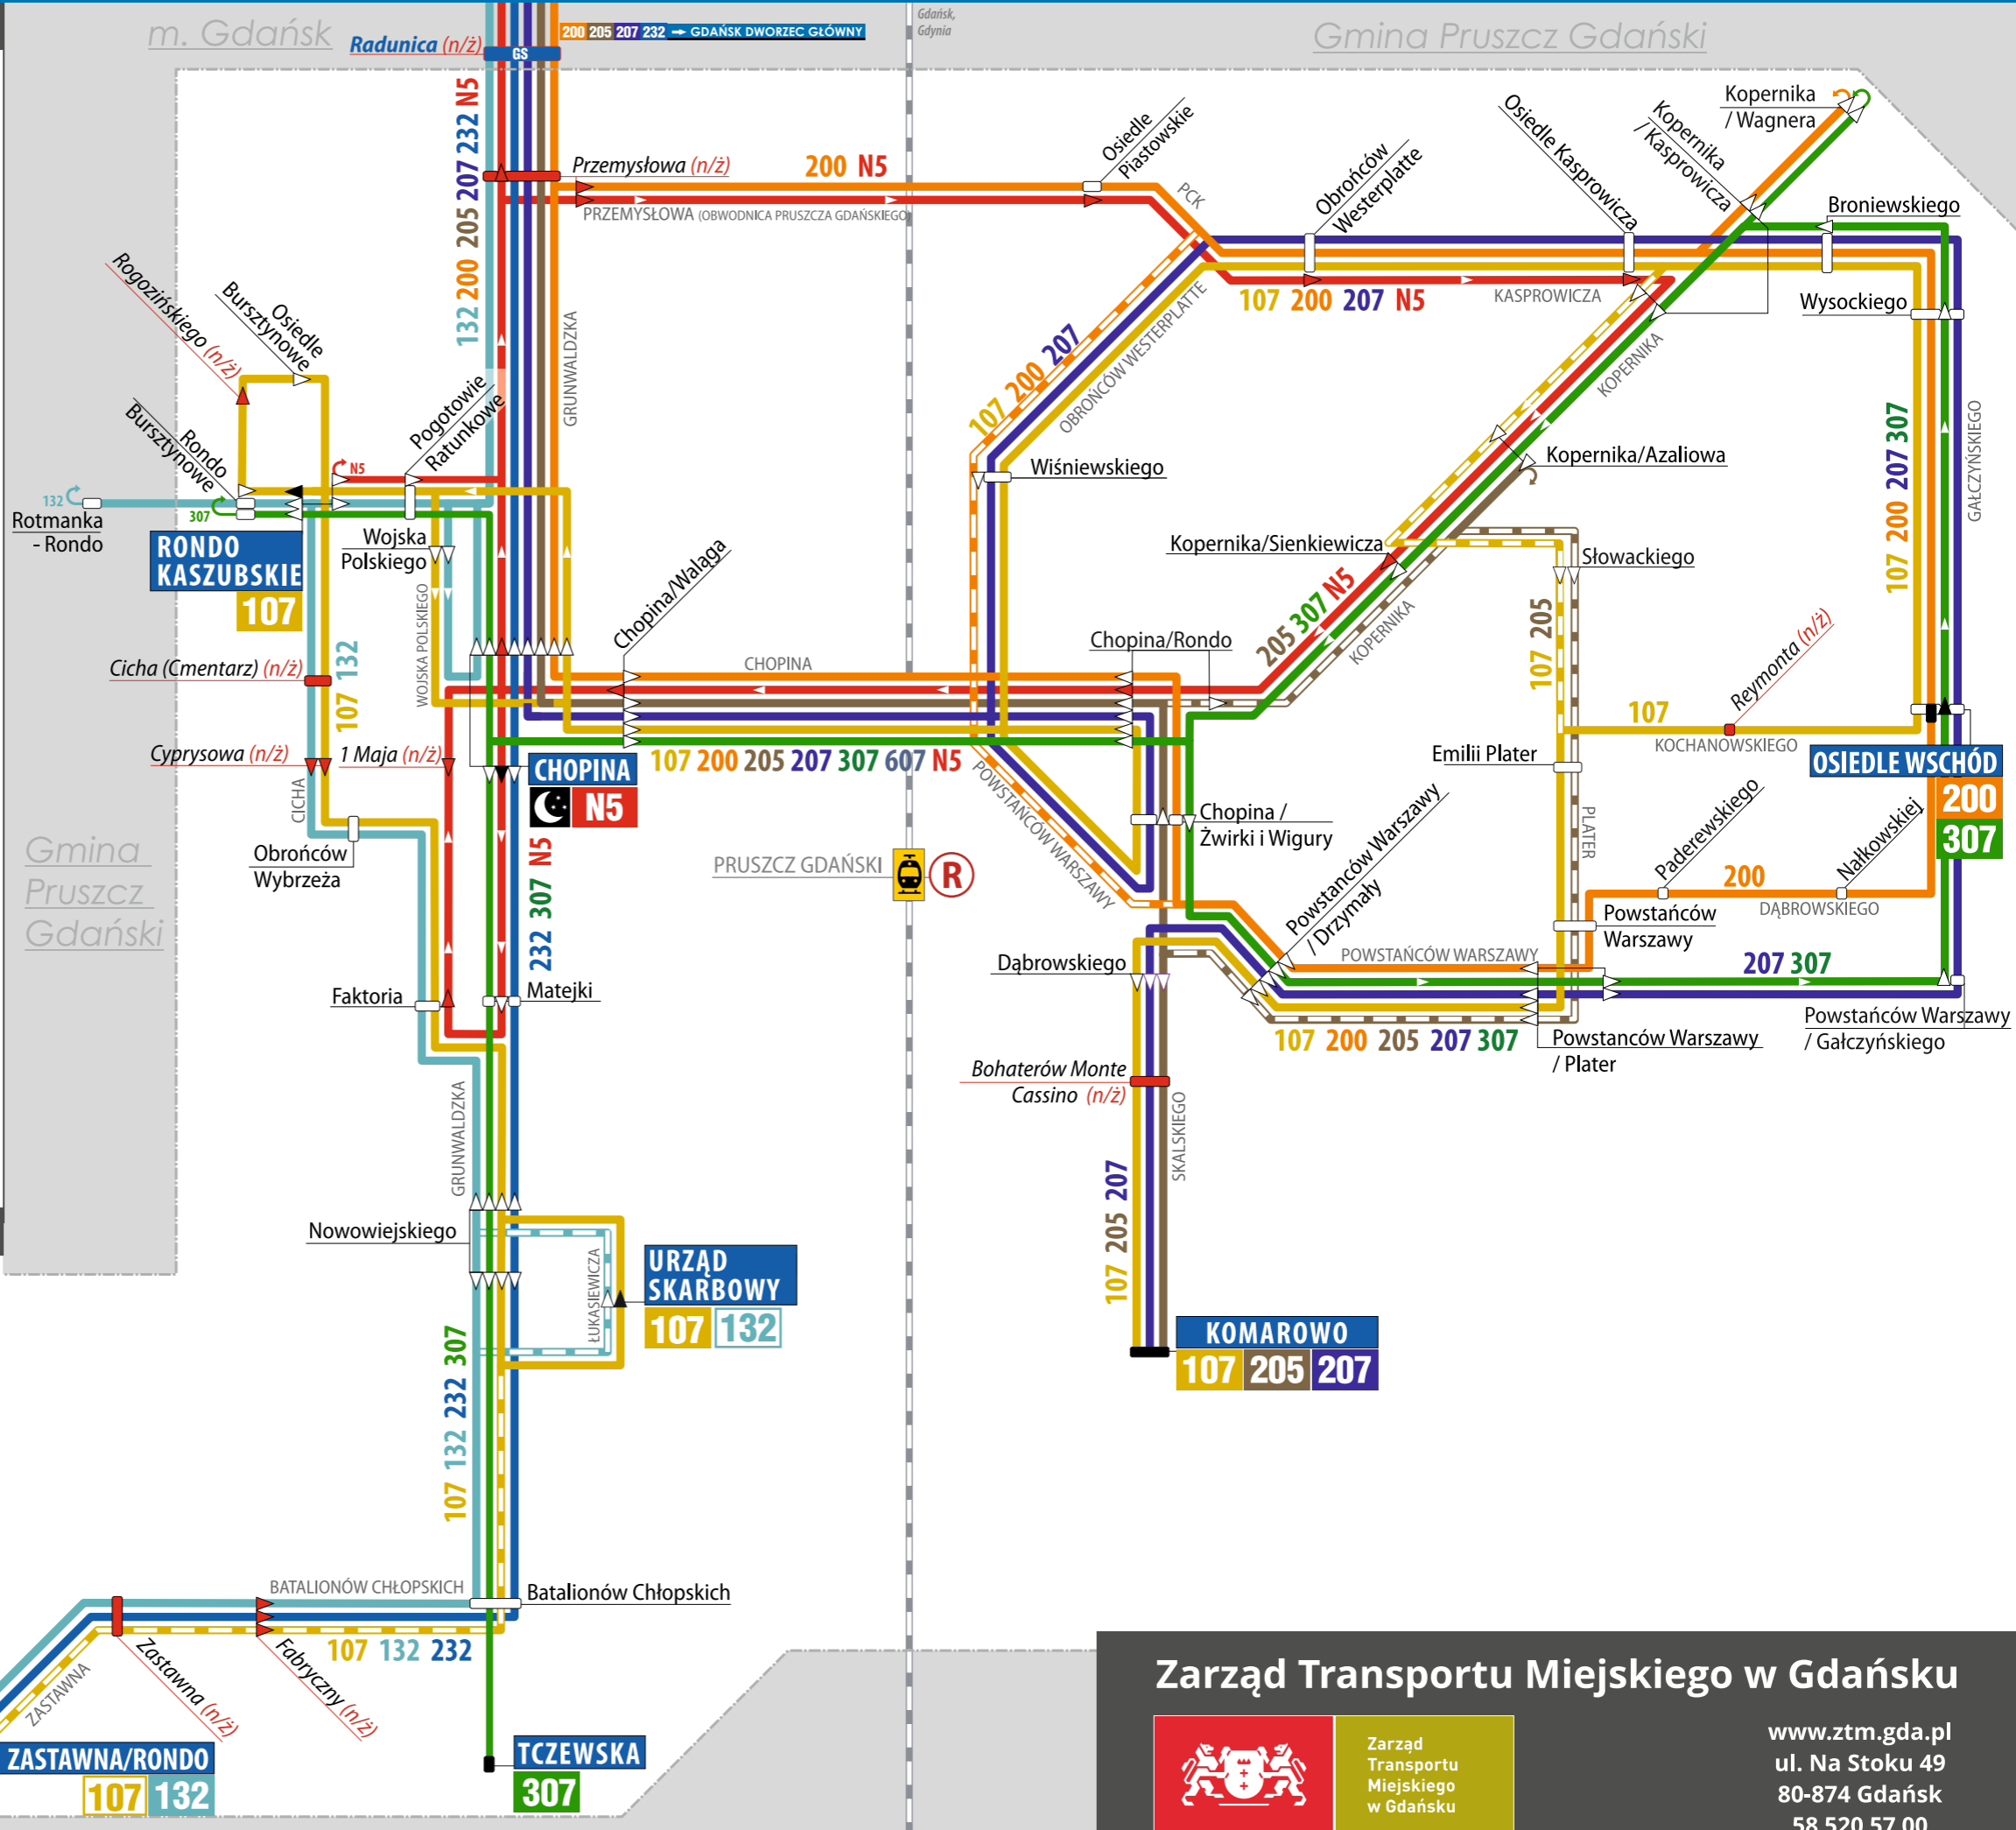 m. Gdańsk
Radunica (n/ż)
GS
200 205 207 232 → GDAŃSK DWORZEC GŁÓWNY
Gdańsk,
Gdynia
Gmina Pruszcz Gdański
132 200 205 207 232 N5
Przemysłowa (n/ż)
200 N5
PRZEMYSŁOWA (OBWODNICA PRUSZCZA GDAŃSKIEGO)
Osiedle
Piastowskie
PCK
Obrońców
Westerplatte
Osiedle Kasprowicza
Kopernika
/ Kasprowicza
Kopernika
/ Wagnera
Broniewskiego
Wysockiego
107 200 207 N5
KASPROWICZA
KOPERNIKA
107 200 207
OBROŃCÓW WESTERPLATTE
GRUNWALDZKA
Rogozińskiego (n/ż)
Osiedle
Bursztynowe
Rondo
Bursztynowe
Pogotowie
Ratunkowe
N5
132
307
Rotmanka
- Rondo
RONDO
KASZUBSKIE
107
Wojska
Polskiego
WOJSKA POLSKIEGO
Wiśniewskiego
Kopernika/Azaliowa
Kopernika/Sienkiewicza
Słowackiego
107 200 207 307
GAŁCZYŃSKIEGO
Chopina/Waląga
CHOPINA
Chopina/Rondo
205 307 N5
KOPERNIKA
107 205
Reymonta (n/ż)
107
KOCHANOWSKIEGO
Cicha (Cmentarz) (n/ż)
107 132
Cyprysowa (n/ż)
1 Maja (n/ż)
CICHA
CHOPINA
N5
107 200 205 207 307 607 N5
POWSTAŃCÓW WARSZAWY
Emilii Plater
PLATER
OSIEDLE WSCHÓD
200
307
Obrońców
Wybrzeża
232 307 N5
PRUSZCZ GDAŃSKI
R
Chopina /
Żwirki i Wigury
Powstańców Warszawy
/ Drzymały
Paderewskiego
Nałkowskiej
200
DĄBROWSKIEGO
Powstańców
Warszawy
Gmina
Pruszcz
Gdański
Faktoria
Matejki
Dąbrowskiego
POWSTAŃCÓW WARSZAWY
207 307
107 200 205 207 307
Powstanców Warszawy
/ Plater
Powstańców Warszawy
/ Gałczyńskiego
Bohaterów Monte
Cassino (n/ż)
SKALSKIEGO
107 205 207
GRUNWALDZKA
Nowowiejskiego
ŁUKASIEWICZA
URZĄD
SKARBOWY
107 132
KOMAROWO
107 205 207
107 132 232 307
BATALIONÓW CHŁOPSKICH
Batalionów Chłopskich
ZASTAWNA
Zastawna (n/ż)
Fabryczny (n/ż)
107 132 232
ZASTAWNA/RONDO
107 132
TCZEWSKA
307
Zarząd Transportu Miejskiego w Gdańsku
Zarząd
Transportu
Miejskiego
w Gdańsku
www.ztm.gda.pl
ul. Na Stoku 49
80-874 Gdańsk
58 520 57 00